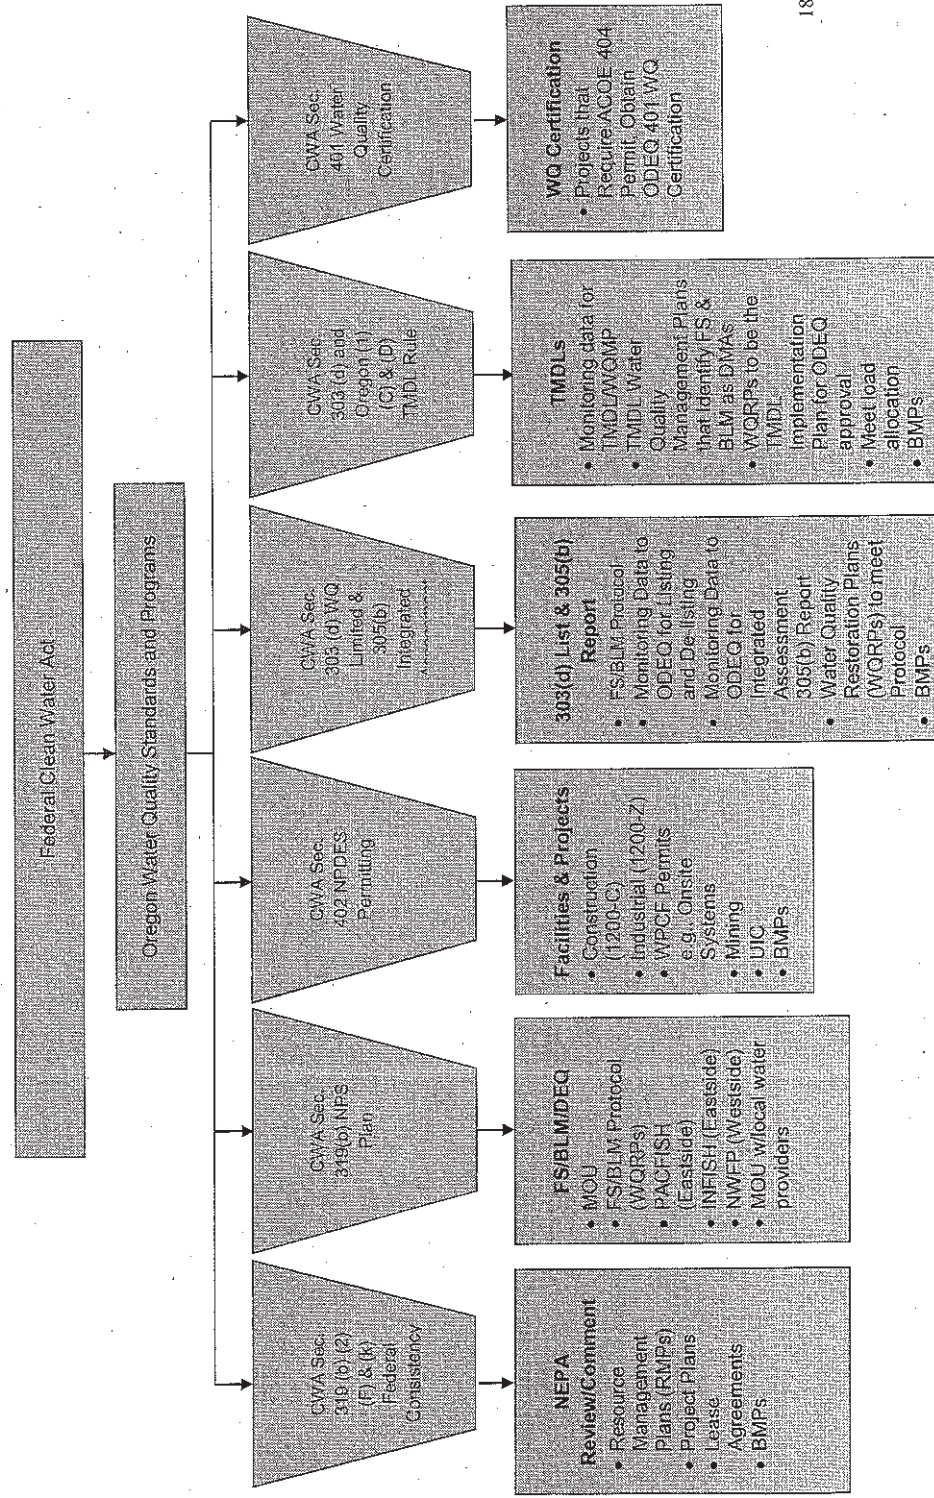 Federal Clean Water Act
Oregon Water Quality Standards and Programs
CWA Sec.
319 (b) (2)
(F) & (k)
Federal
Consistency
CWA Sec.
319(b) NPS
Plan
CWA Sec.
402 NPDES
Permitting
CWA Sec.
303 (d) WQ
Limited &
305(b)
Integrated
CWA Sec.
303 (d) and
Oregon (1)
(C) & (D)
TMDL Rule
CWA Sec.
401 Water
Quality
Certification
NEPA
Review/Comment
• Resource
Management
Plans (RMPs)
• Project Plans
• Lease
Agreements
• BMPs
FS/BLM/DEQ
• MOU
• FS/BLM Protocol
(WQRPs)
• PACFISH
(Eastside)
• INFISH (Eastside)
• NWFP (Westside)
• MOU w/local water
providers
Facilities & Projects
• Construction
(1200-C)
• Industrial (1200-Z)
• WPCF Permits
e.g. Onsite
Systems
• Mining
• UIC
• BMPs
303(d) List & 305(b)
Report
• FS/BLM Protocol
• Monitoring Data to
ODEQ for Listing
and De-listing
• Monitoring Data to
ODEQ for
Integrated
Assessment
305(b) Report
• Water Quality
Restoration Plans
(WQRPs) to meet
Protocol
• BMPs
TMDLs
• Monitoring data for
TMDL/WQMP
• TMDL Water
Quality
Management Plans
that Identify FS &
BLM as DMAs
• WQRPs to be the
TMDL
Implementation
Plan for ODEQ
approval
• Meet load
allocation
• BMPs
WQ Certification
• Projects that
Require ACOE 404
Permit: Obtain
ODEQ 401 WQ
Certification
18